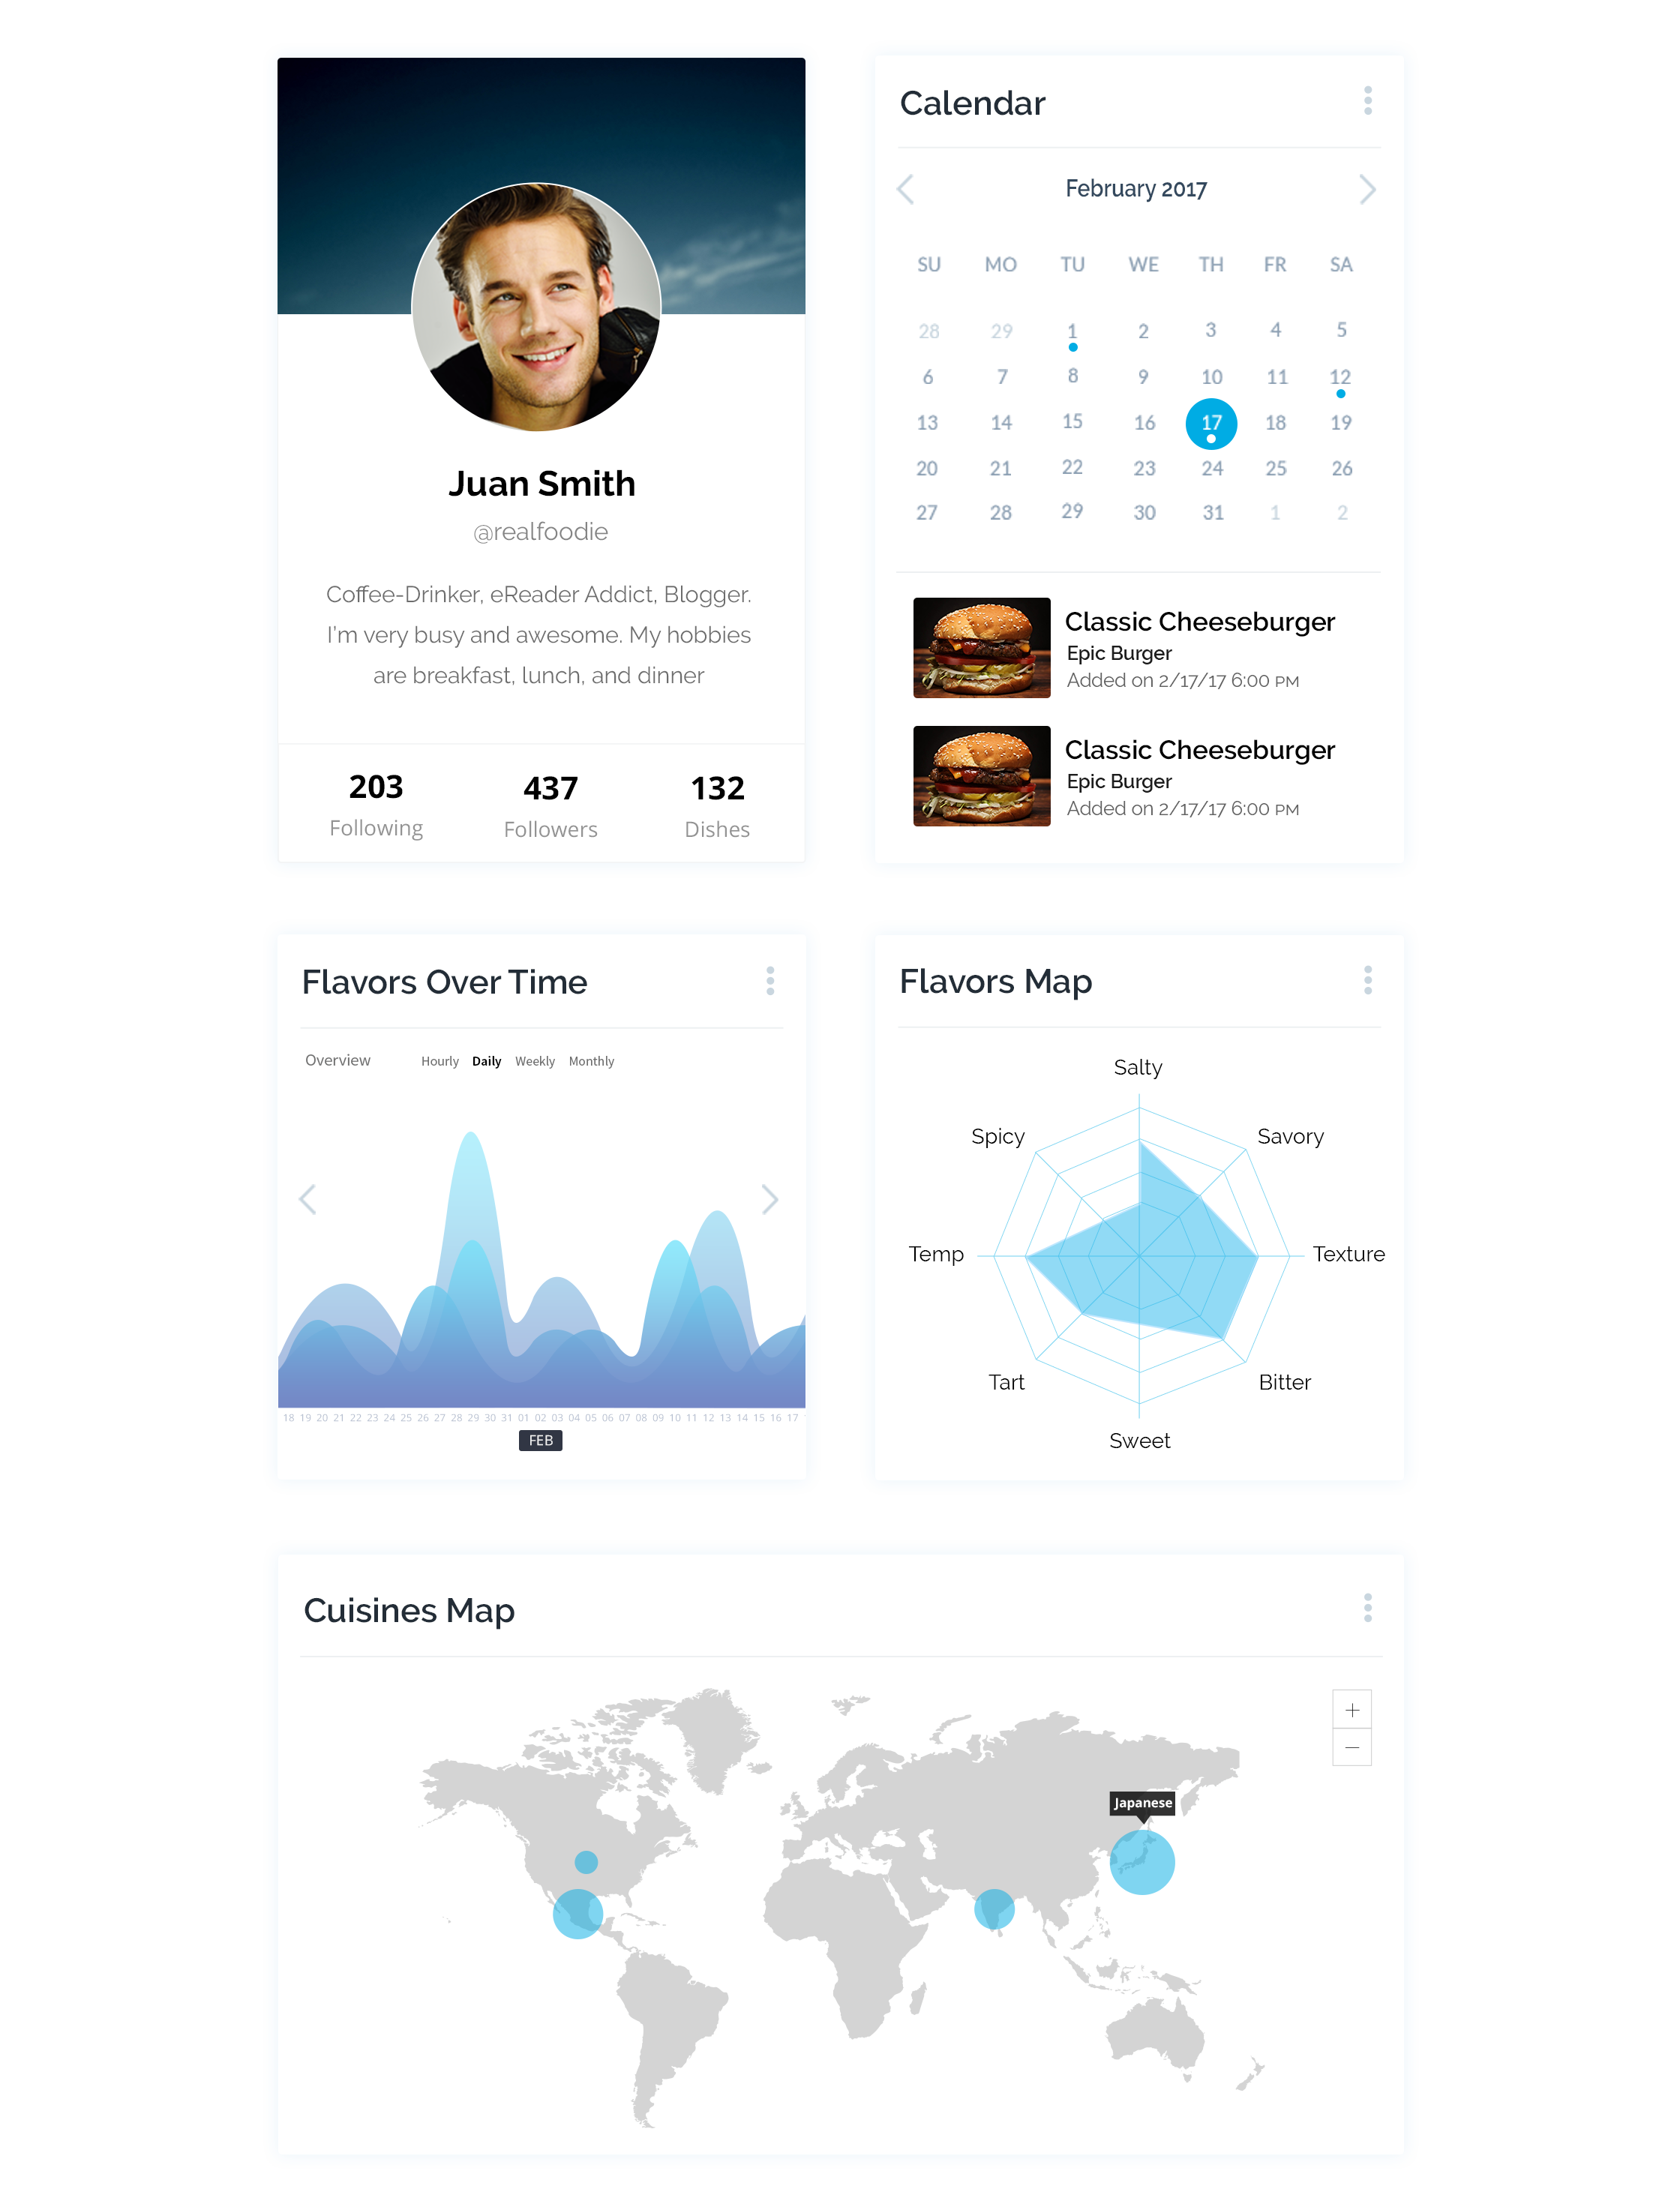 Juan Smith
@realfoodie
Coffee-Drinker, eReader Addict, Blogger.
I'm very busy and awesome. My hobbies
are breakfast, lunch, and dinner
203 437 132
Following Followers Dishes
Calendar
February 2017
SU MO TU WE TH FR SA
28 29 1 2 3 4 5
6 7 8 9 10 11 12
13 14 15 16 17 18 19
20 21 22 23 24 25 26
27 28 29 30 31 1 2
Classic Cheeseburger
Epic Burger
Added on 2/17/17 6:00 PM
Classic Cheeseburger
Epic Burger
Added on 2/17/17 6:00 PM
Flavors Over Time
Overview Hourly Daily Weekly Monthly
18 19 20 21 22 23 24 25 26 27 28 29 30 31 01 02 03 04 05 06 07 08 09 10 11 12 13 14 15 16 17
FEB
Flavors Map
Salty
Spicy Savory
Temp Texture
Tart Bitter
Sweet
Cuisines Map
+
−
Japanese